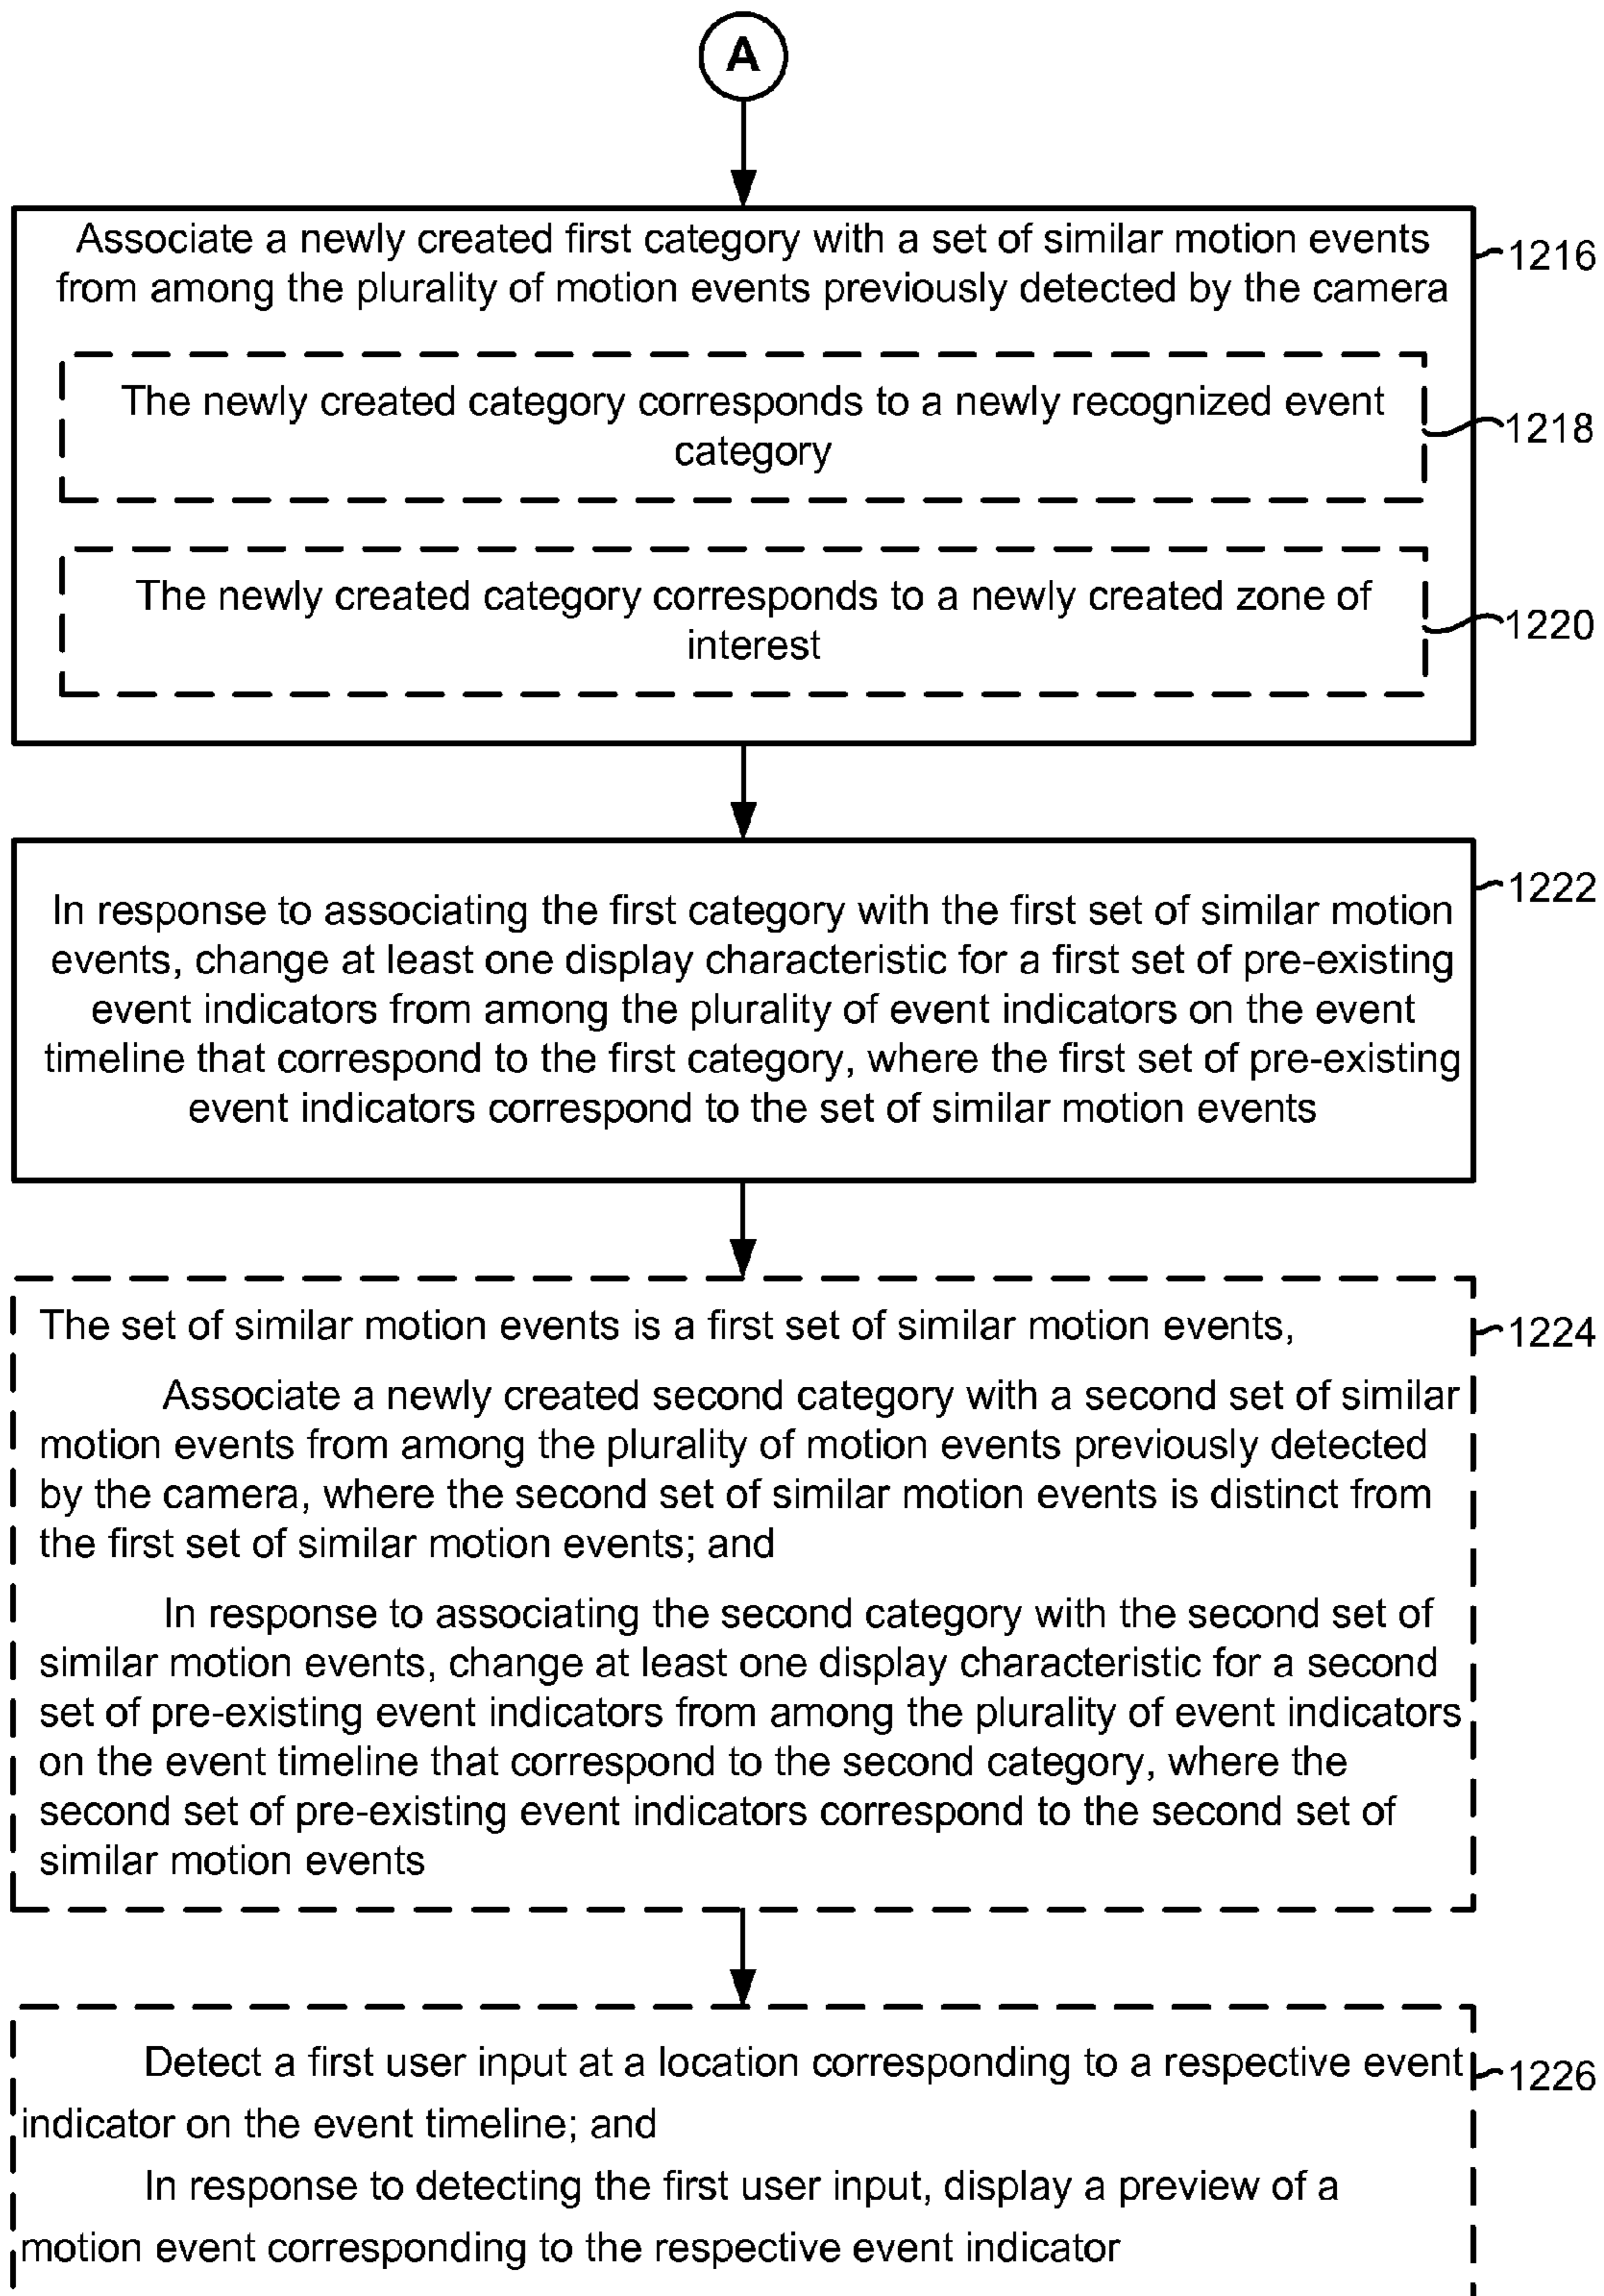 A
Associate a newly created first category with a set of similar motion events
from among the plurality of motion events previously detected by the camera
1216
The newly created category corresponds to a newly recognized event
category
1218
The newly created category corresponds to a newly created zone of
interest
1220
In response to associating the first category with the first set of similar motion
events, change at least one display characteristic for a first set of pre-existing
event indicators from among the plurality of event indicators on the event
timeline that correspond to the first category, where the first set of pre-existing
event indicators correspond to the set of similar motion events
1222
The set of similar motion events is a first set of similar motion events,
Associate a newly created second category with a second set of similar
motion events from among the plurality of motion events previously detected
by the camera, where the second set of similar motion events is distinct from
the first set of similar motion events; and
In response to associating the second category with the second set of
similar motion events, change at least one display characteristic for a second
set of pre-existing event indicators from among the plurality of event indicators
on the event timeline that correspond to the second category, where the
second set of pre-existing event indicators correspond to the second set of
similar motion events
1224
Detect a first user input at a location corresponding to a respective event
indicator on the event timeline; and
In response to detecting the first user input, display a preview of a
motion event corresponding to the respective event indicator
1226